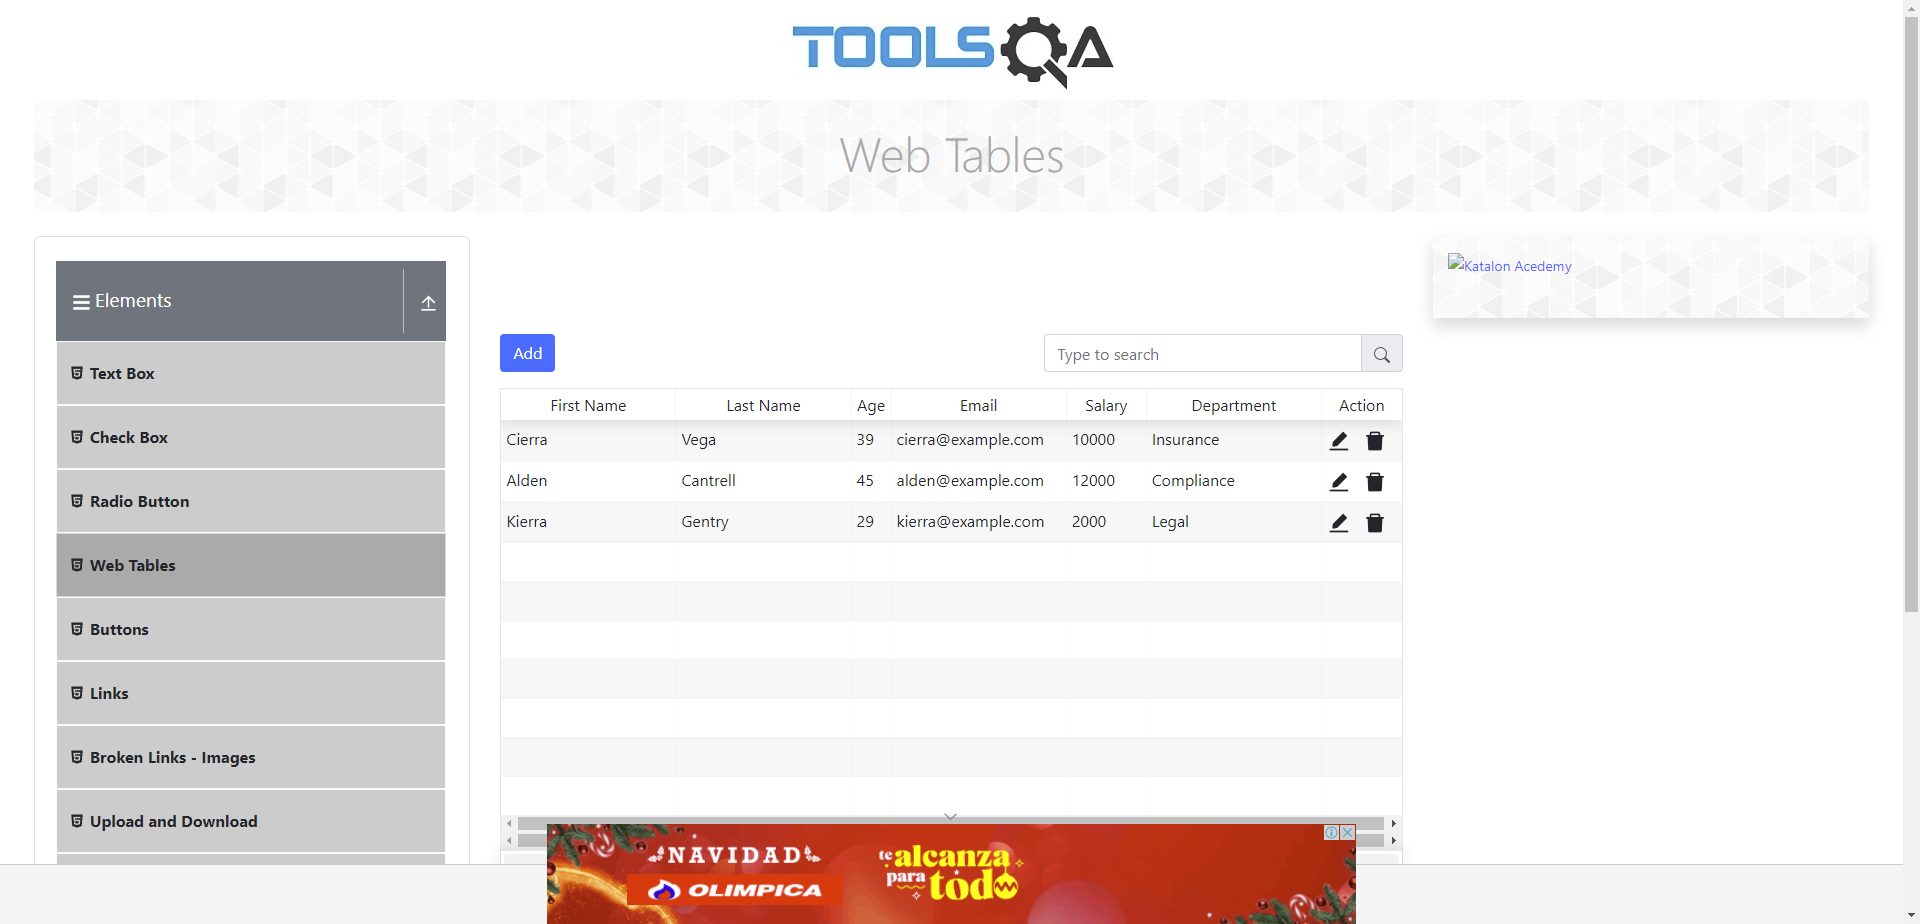 TOOLSQA
Web Tables
Elements
Text Box
Check Box
Radio Button
Web Tables
Buttons
Links
Broken Links - Images
Upload and Download
Add
Type to search
First Name Last Name Age Email Salary Department Action
Cierra Vega 39 cierra@example.com 10000 Insurance
Alden Cantrell 45 alden@example.com 12000 Compliance
Kierra Gentry 29 kierra@example.com 2000 Legal
Katalon Acedemy
NAVIDAD
OLIMPICA
te alcanza
para todo